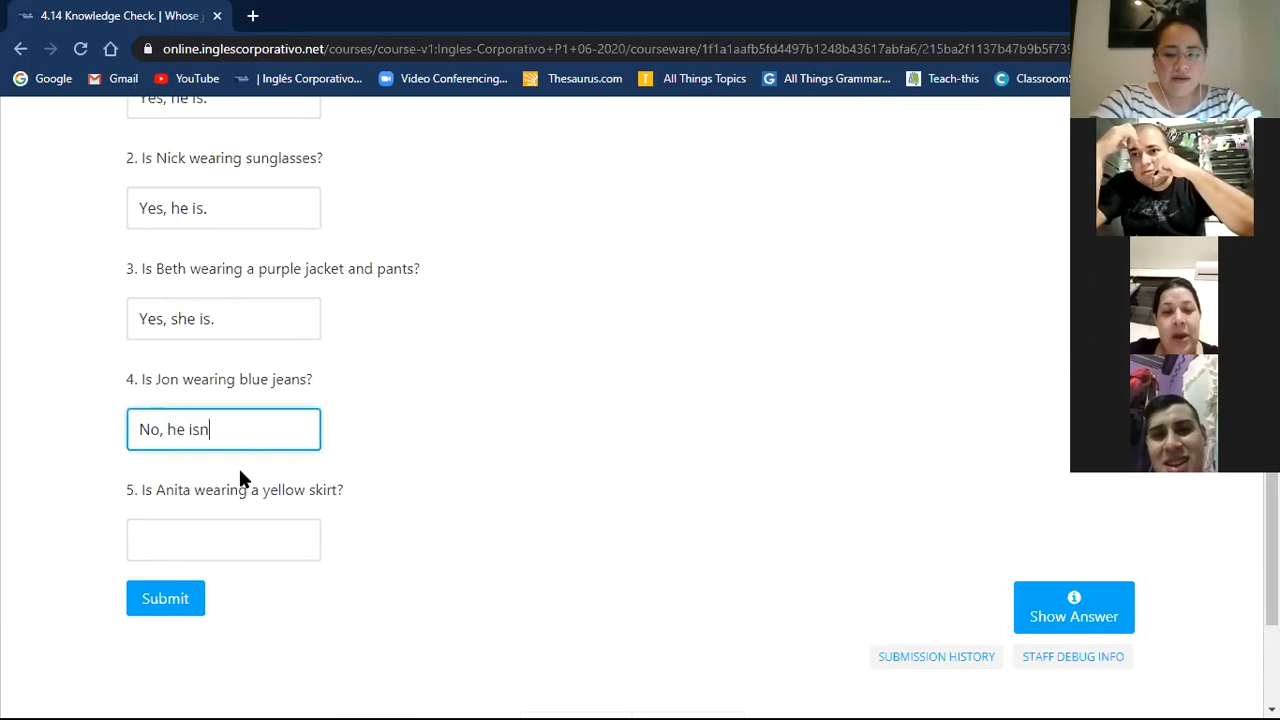 4.14 Knowledge Check. | Whose
online.inglescorporativo.net/courses/course-v1:Ingles-Corporativo+P1+06-2020/courseware/1f1a1aafb5fd4497b1248b43617abfa6/215ba2f1137b47b9b5f739
Google Gmail YouTube | Inglés Corporativo... Video Conferencing... Thesaurus.com All Things Topics All Things Grammar... Teach-this ClassroomS
Yes, he is.
2. Is Nick wearing sunglasses?
Yes, he is.
3. Is Beth wearing a purple jacket and pants?
Yes, she is.
4. Is Jon wearing blue jeans?
No, he isn
5. Is Anita wearing a yellow skirt?
Submit
Show Answer
SUBMISSION HISTORY STAFF DEBUG INFO